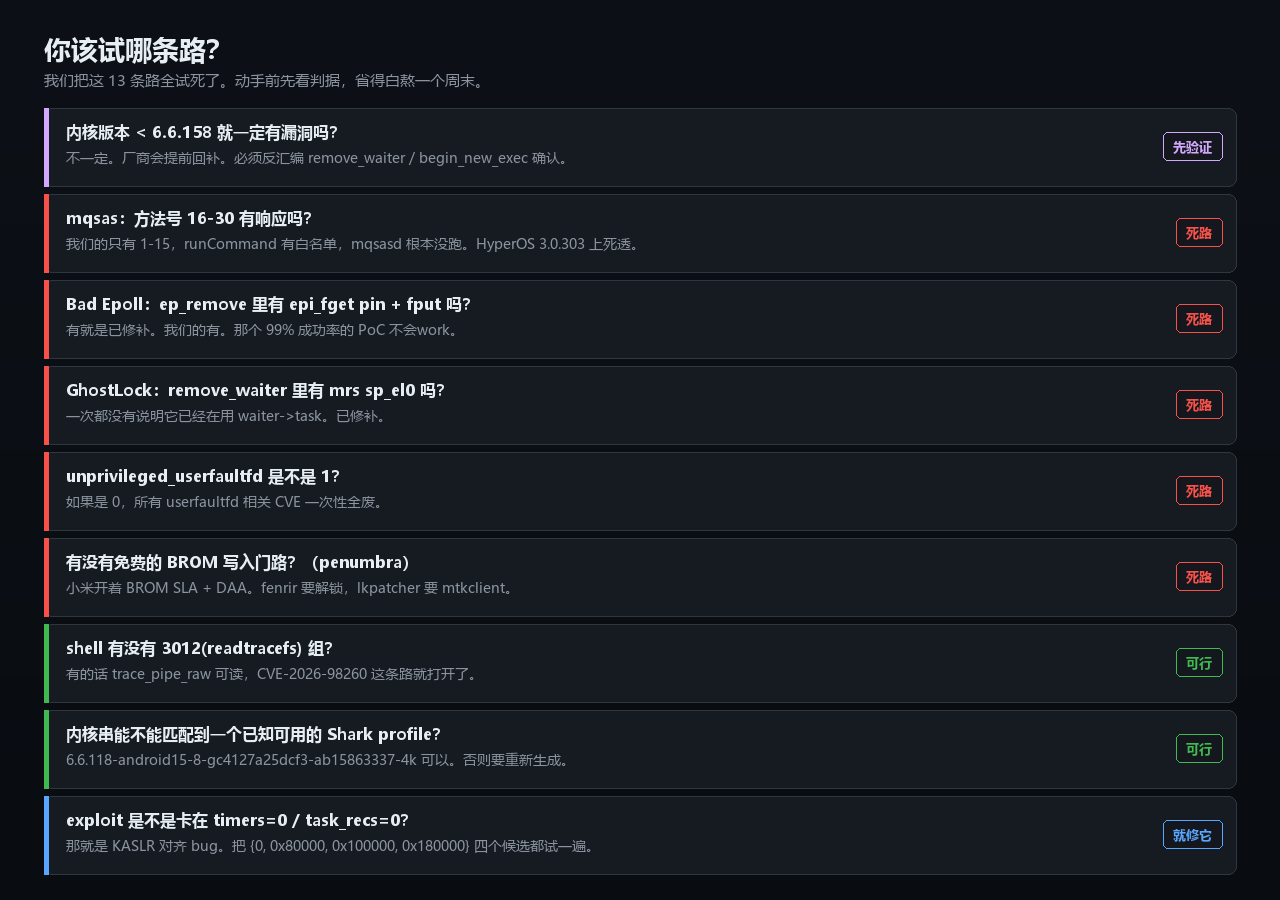 你该试哪条路？
我们把这 13 条路全试死了。动手前先看判据，省得白熬一个周末。
内核版本 < 6.6.158 就一定有漏洞吗？
不一定。厂商会提前回补。必须反汇编 remove_waiter / begin_new_exec 确认。
先验证
mqsas：方法号 16-30 有响应吗？
我们的只有 1-15，runCommand 有白名单，mqsasd 根本没跑。HyperOS 3.0.303 上死透。
死路
Bad Epoll：ep_remove 里有 epi_fget pin + fput 吗？
有就是已修补。我们的有。那个 99% 成功率的 PoC 不会work。
死路
GhostLock：remove_waiter 里有 mrs sp_el0 吗？
一次都没有说明它已经在用 waiter->task。已修补。
死路
unprivileged_userfaultfd 是不是 1？
如果是 0，所有 userfaultfd 相关 CVE 一次性全废。
死路
有没有免费的 BROM 写入门路？（penumbra）
小米开着 BROM SLA + DAA。fenrir 要解锁，lkpatcher 要 mtkclient。
死路
shell 有没有 3012(readtracefs) 组？
有的话 trace_pipe_raw 可读，CVE-2026-98260 这条路就打开了。
可行
内核串能不能匹配到一个已知可用的 Shark profile？
6.6.118-android15-8-gc4127a25dcf3-ab15863337-4k 可以。否则要重新生成。
可行
exploit 是不是卡在 timers=0 / task_recs=0？
那就是 KASLR 对齐 bug。把 {0, 0x80000, 0x100000, 0x180000} 四个候选都试一遍。
就修它